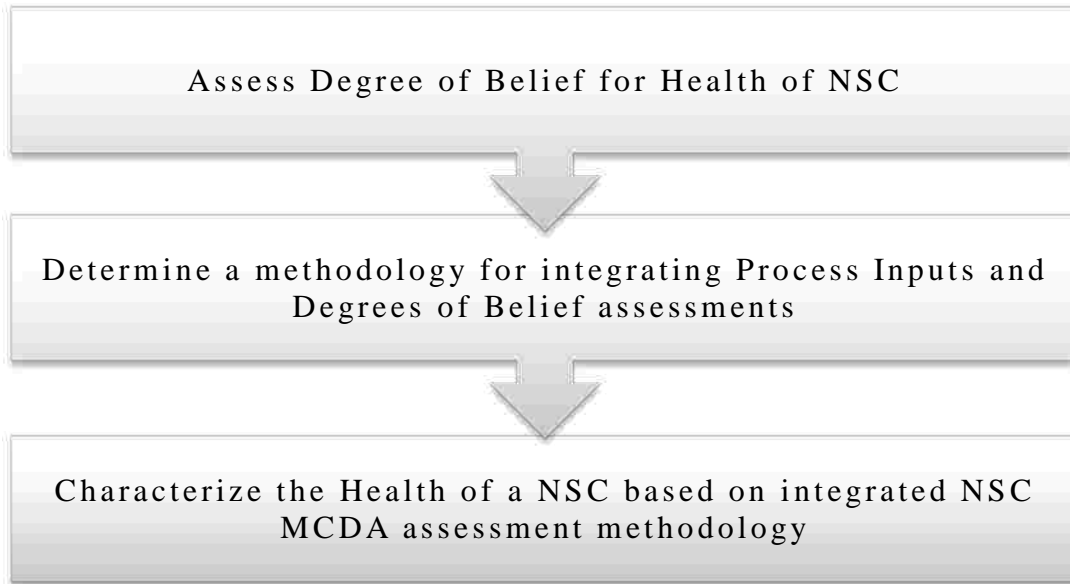 Assess Degree of Belief for Health of NSC
Determine a methodology for integrating Process Inputs and
Degrees of Belief assessments
Characterize the Health of a NSC based on integrated NSC
MCDA assessment methodology